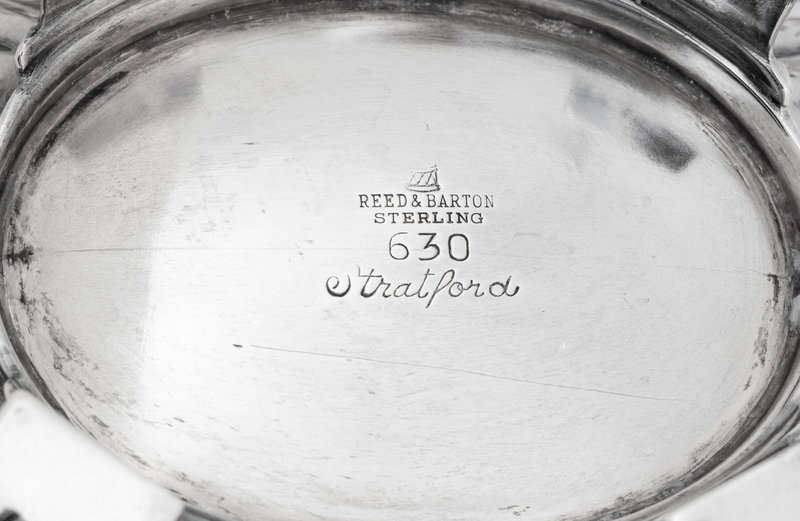 REED & BARTON
STERLING
630
Stratford